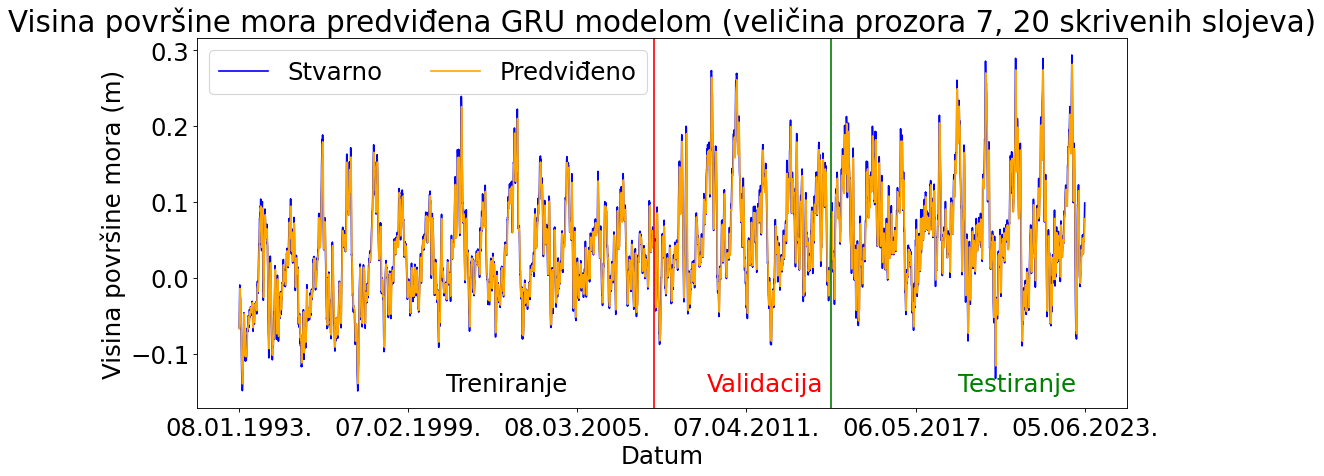 Visina površine mora predviđena GRU modelom (veličina prozora 7, 20 skrivenih slojeva)
Stvarno Predviđeno
Visina površine mora (m)
0.3
0.2
0.1
0.0
−0.1
Treniranje Validacija Testiranje
08.01.1993. 07.02.1999. 08.03.2005. 07.04.2011. 06.05.2017. 05.06.2023.
Datum